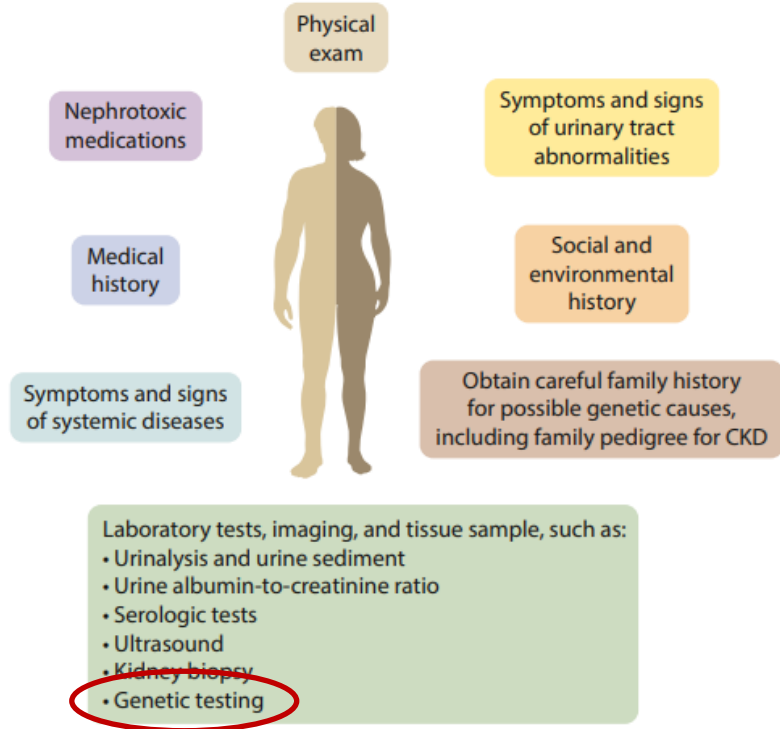 Physical
exam
Nephrotoxic
medications
Symptoms and signs
of urinary tract
abnormalities
Medical
history
Social and
environmental
history
Symptoms and signs
of systemic diseases
Obtain careful family history
for possible genetic causes,
including family pedigree for CKD
Laboratory tests, imaging, and tissue sample, such as:
• Urinalysis and urine sediment
• Urine albumin-to-creatinine ratio
• Serologic tests
• Ultrasound
• Kidney biopsy
• Genetic testing